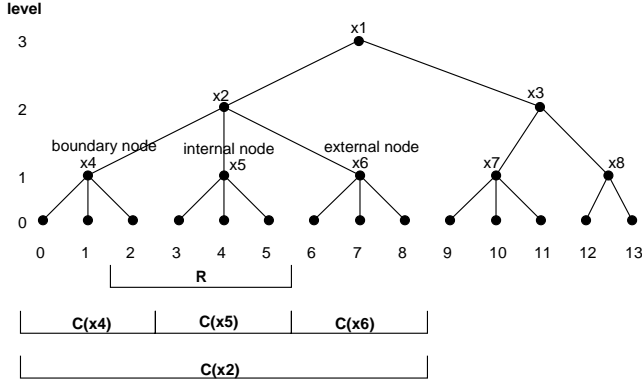 level
x1
3
x2
x3
2
boundary node
internal node
external node
x4
x5
x6
x7
x8
1
0
0 1 2 3 4 5 6 7 8 9 10 11 12 13
R
C(x4) C(x5) C(x6)
C(x2)